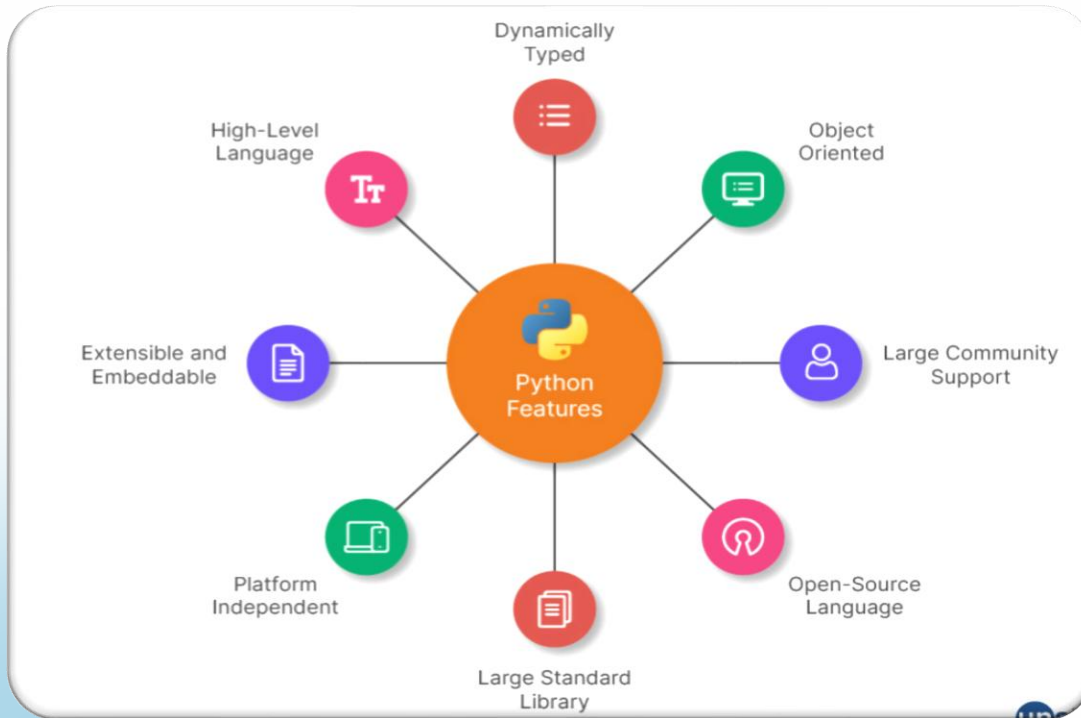 Dynamically
Typed
High-Level
Language
Object
Oriented
Extensible and
Embeddable
Python
Features
Large Community
Support
Platform
Independent
Open-Source
Language
Large Standard
Library